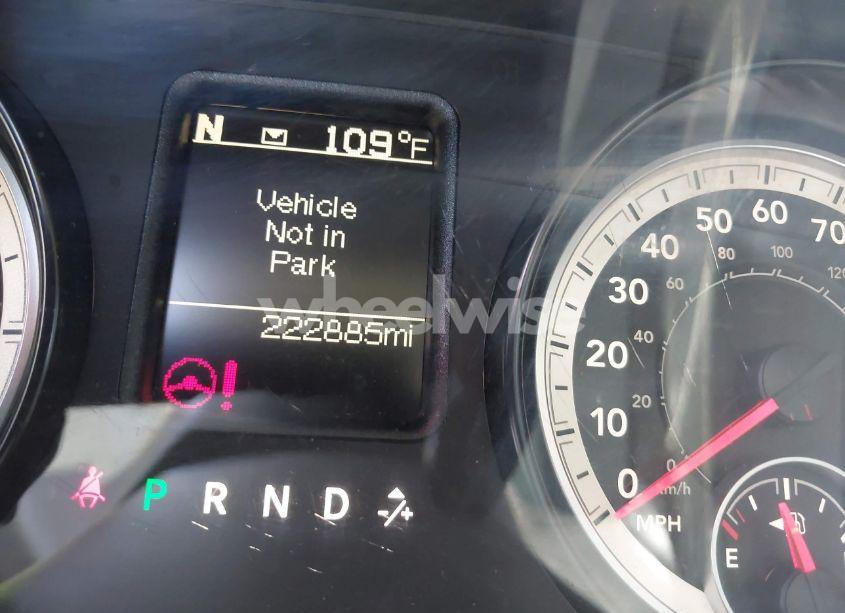 N 109°F
Vehicle
Not in
Park
222885mi
!
P R N D -/+
0 10 20 30 40 50 60 70
0 20 40 60 80 100 120
km/h
MPH
E
wheelwise